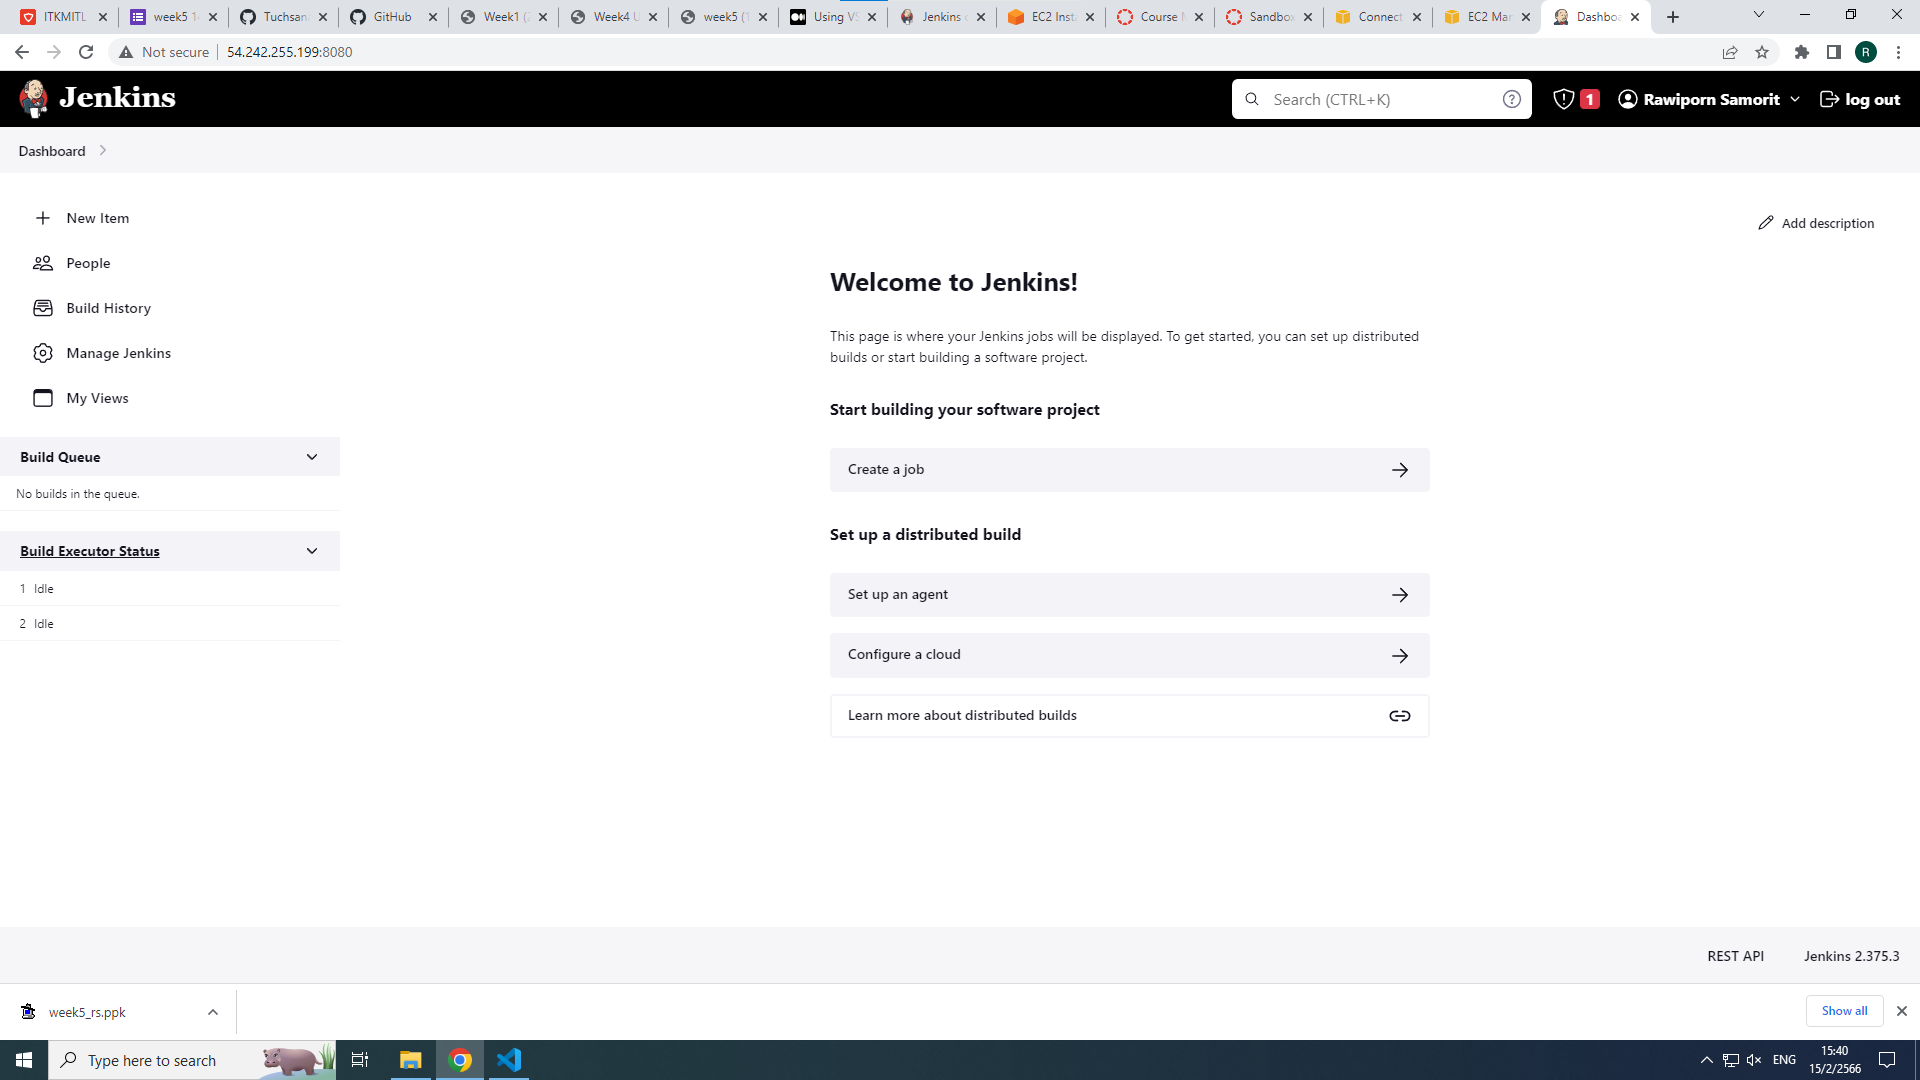 ITKMITL
week5 1
Tuchsana
GitHub
Week1 (2
Week4 U
week5 (1
Using VS
Jenkins
EC2 Inst
Course
Sandbox
Connect
EC2 Man
Dashboa
Not secure
54.242.255.199:8080
R
Jenkins
Search (CTRL+K)
1
Rawiporn Samorit
log out
Dashboard
New Item
People
Build History
Manage Jenkins
My Views
Add description
Welcome to Jenkins!
This page is where your Jenkins jobs will be displayed. To get started, you can set up distributed
builds or start building a software project.
Start building your software project
Create a job
Set up a distributed build
Set up an agent
Configure a cloud
Learn more about distributed builds
Build Queue
No builds in the queue.
Build Executor Status
1 Idle
2 Idle
REST API
Jenkins 2.375.3
week5_rs.ppk
Show all
Type here to search
ENG
15:40
15/2/2566